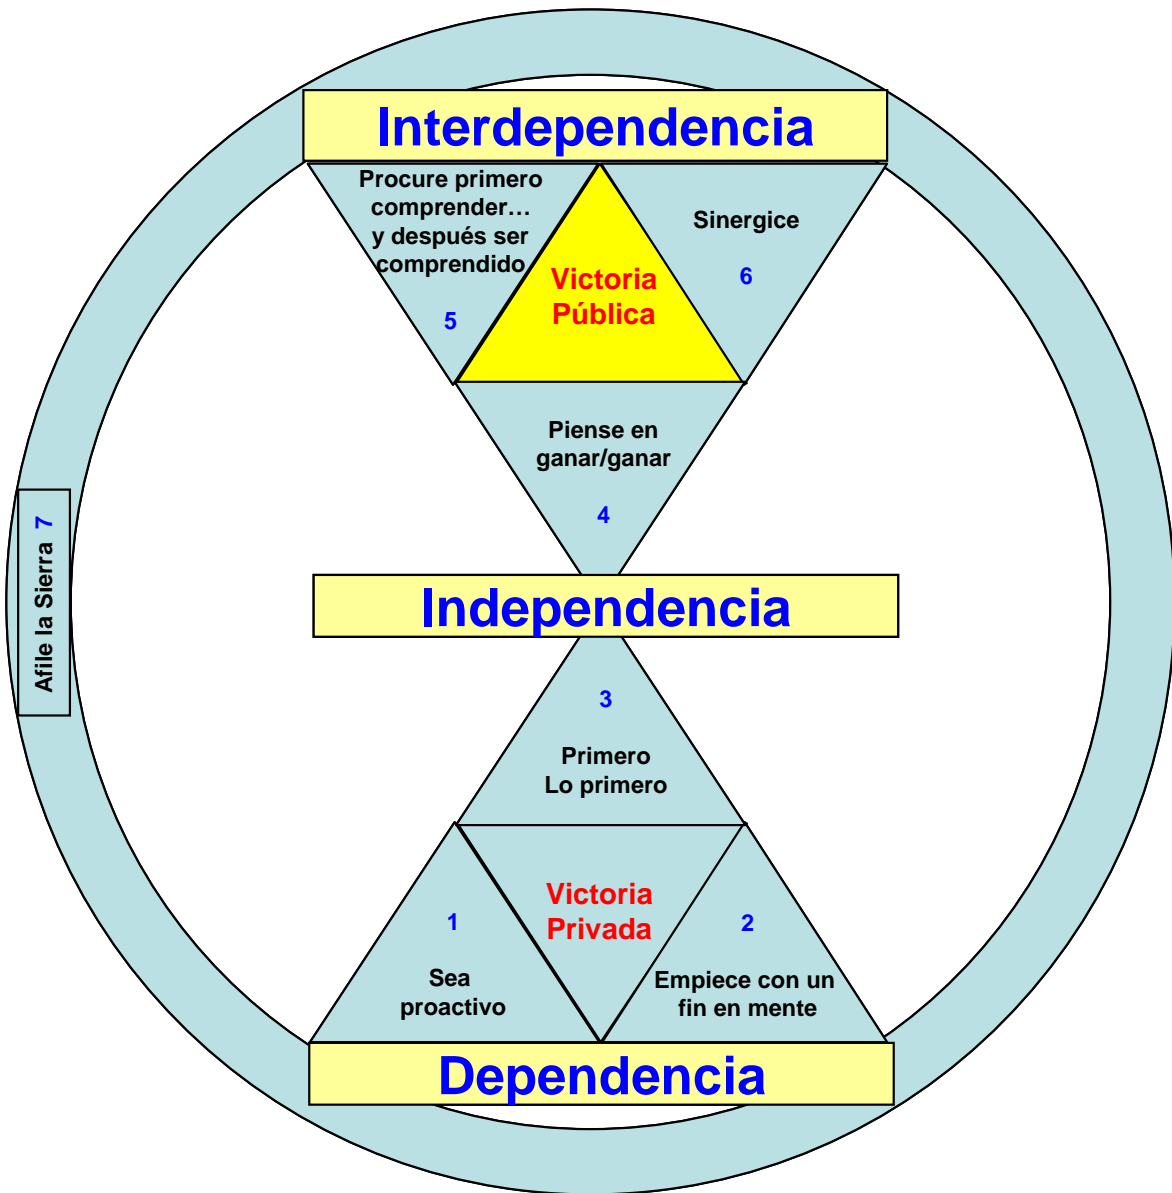 Interdependencia
Procure primero
comprender…
y después ser
comprendido
5
Victoria
Pública
Sinergice
6
Piense en
ganar/ganar
4
Afile la Sierra 7
Independencia
3
Primero
Lo primero
Victoria
Privada
1
Sea
proactivo
2
Empiece con un
fin en mente
Dependencia